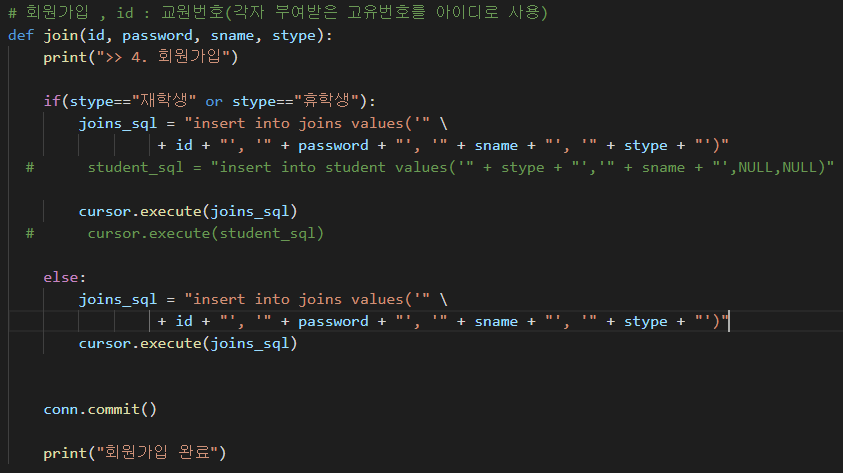 # 회원가입 , id : 교원번호(각자 부여받은 고유번호를 아이디로 사용)
def join(id, password, sname, stype):
    print(">> 4. 회원가입")
    if(stype=="재학생" or stype=="휴학생"):
        joins_sql = "insert into joins values('" \
                 + id + "', '" + password + "', '" + sname + "', '" + stype + "')"
  #      student_sql = "insert into student values('" + stype + "','" + sname + "',NULL,NULL)"
        cursor.execute(joins_sql)
  #      cursor.execute(student_sql)
    else:
        joins_sql = "insert into joins values('" \
                 + id + "', '" + password + "', '" + sname + "', '" + stype + "')"
        cursor.execute(joins_sql)
    conn.commit()
    print("회원가입 완료")